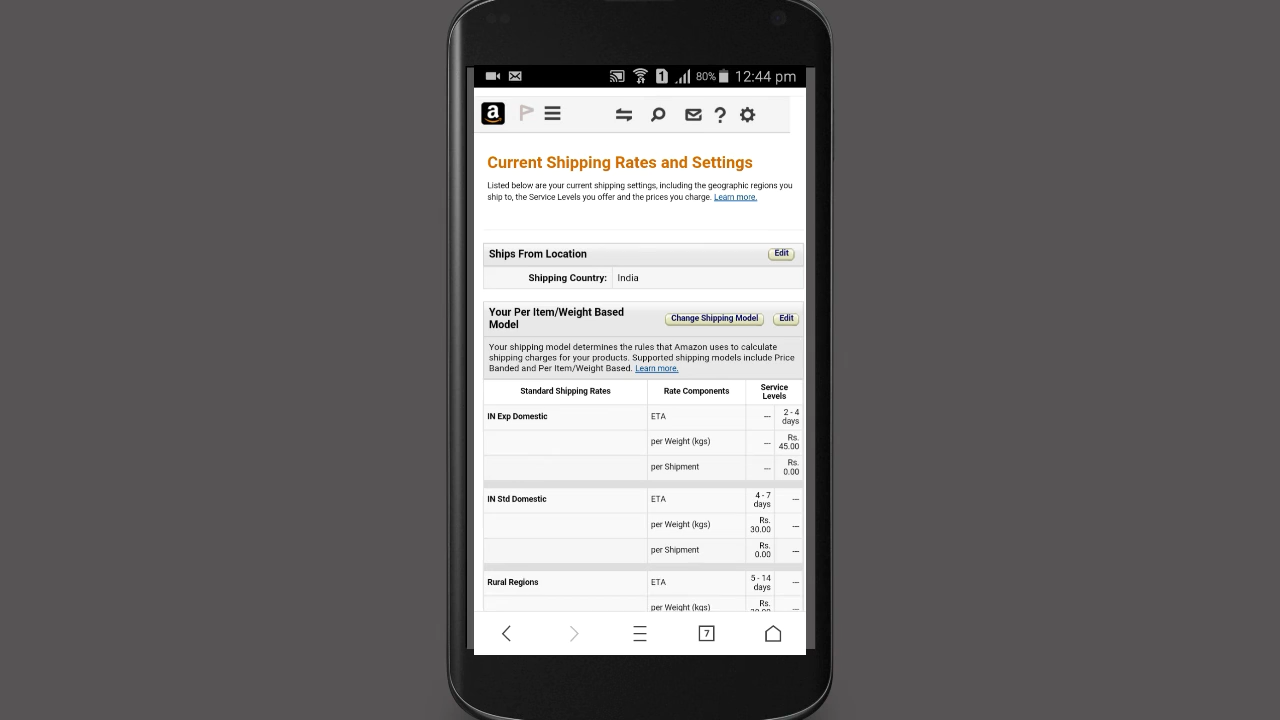 1 80% 12:44 pm
a ?
Current Shipping Rates and Settings
Listed below are your current shipping settings, including the geographic regions you
ship to, the Service Levels you offer and the prices you charge. Learn more.
Ships From Location Edit
Shipping Country: India
Your Per Item/Weight Based
Model Change Shipping Model Edit
Your shipping model determines the rules that Amazon uses to calculate
shipping charges for your products. Supported shipping models include Price
Banded and Per Item/Weight Based. Learn more.
Standard Shipping Rates Rate Components Service
Levels
IN Exp Domestic ETA --- 2 - 4
days
per Weight (kgs) --- Rs.
45.00
per Shipment --- Rs.
0.00
IN Std Domestic ETA 4 - 7
days ---
per Weight (kgs) Rs.
30.00 ---
per Shipment Rs.
0.00 ---
Rural Regions ETA 5 - 14
days ---
per Weight (kgs) Rs.
7